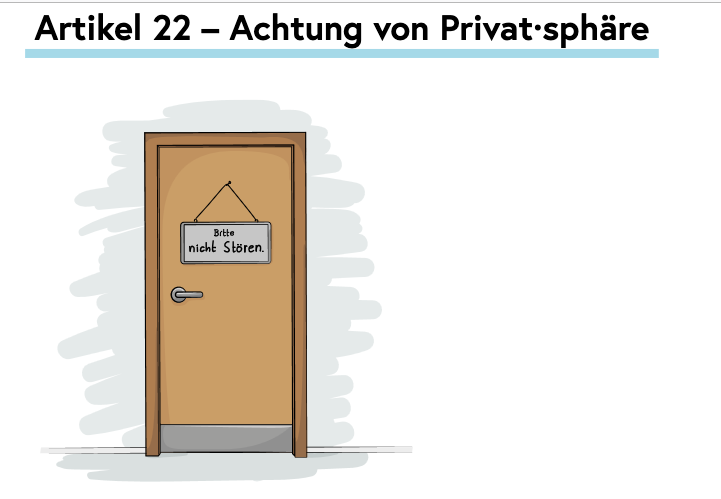 Artikel 22 – Achtung von Privat·sphäre
Bitte
nicht Stören.